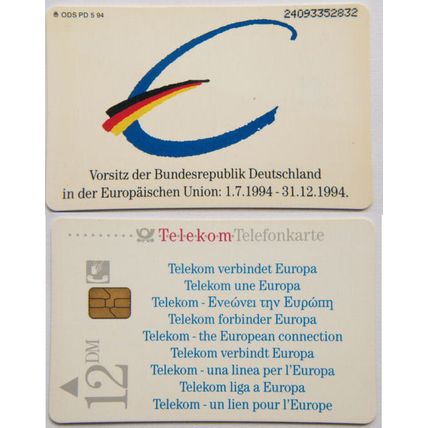 ODS PD 5 94
24093352832
Vorsitz der Bundesrepublik Deutschland
in der Europäischen Union: 1.7.1994 - 31.12.1994.
Telekom Telefonkarte
Telekom verbindet Europa
Telekom une Europa
Telekom - Ενεώνει την Ευρώπη
Telekom forbinder Europa
Telekom - the European connection
Telekom verbindt Europa
Telekom - una linea per l'Europa
Telekom liga a Europa
Telekom - un lien pour l'Europe
12 DM